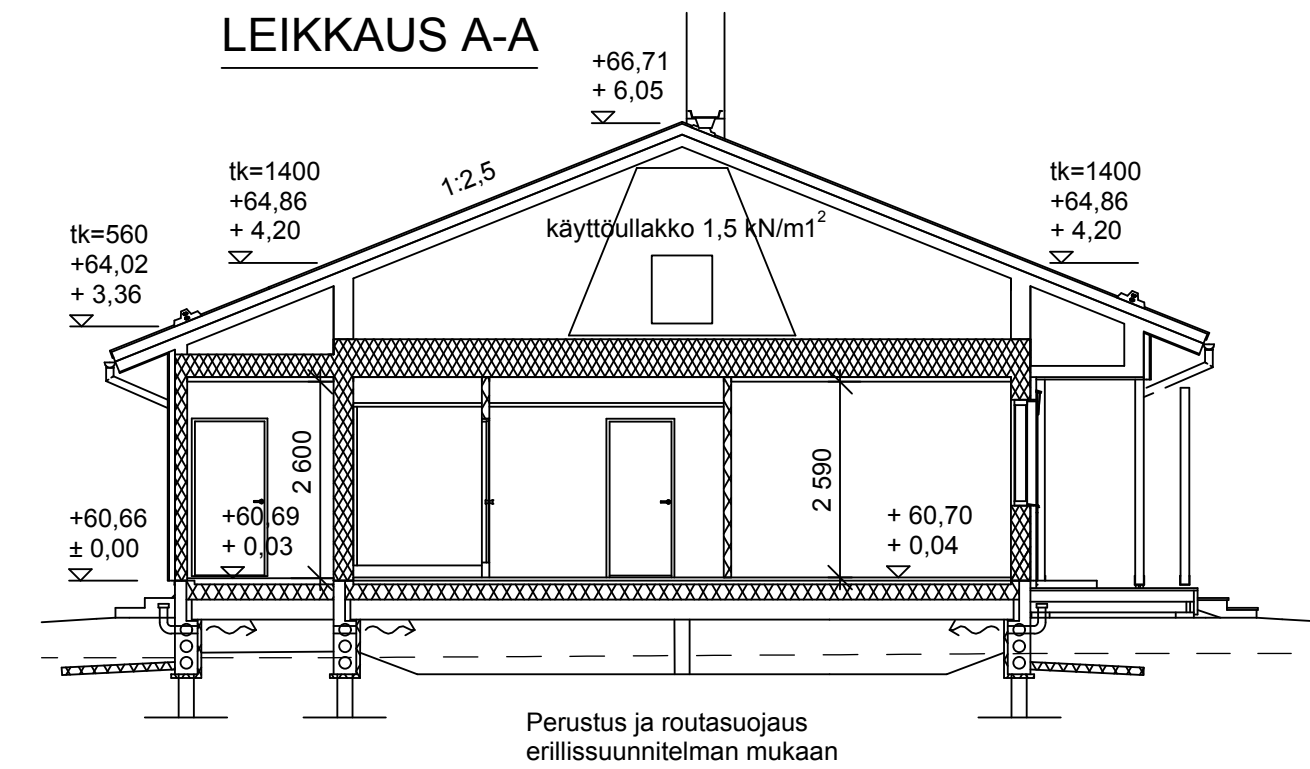 LEIKKAUS A-A
+66,71
+ 6,05
tk=1400
+64,86
+ 4,20
1:2,5
tk=1400
+64,86
+ 4,20
käyttöullakko 1,5 kN/m1²
tk=560
+64,02
+ 3,36
2 600
2 590
+60,66
± 0,00
+60,69
+ 0,03
+ 60,70
+ 0,04
Perustus ja routasuojaus
erillissuunnitelman mukaan